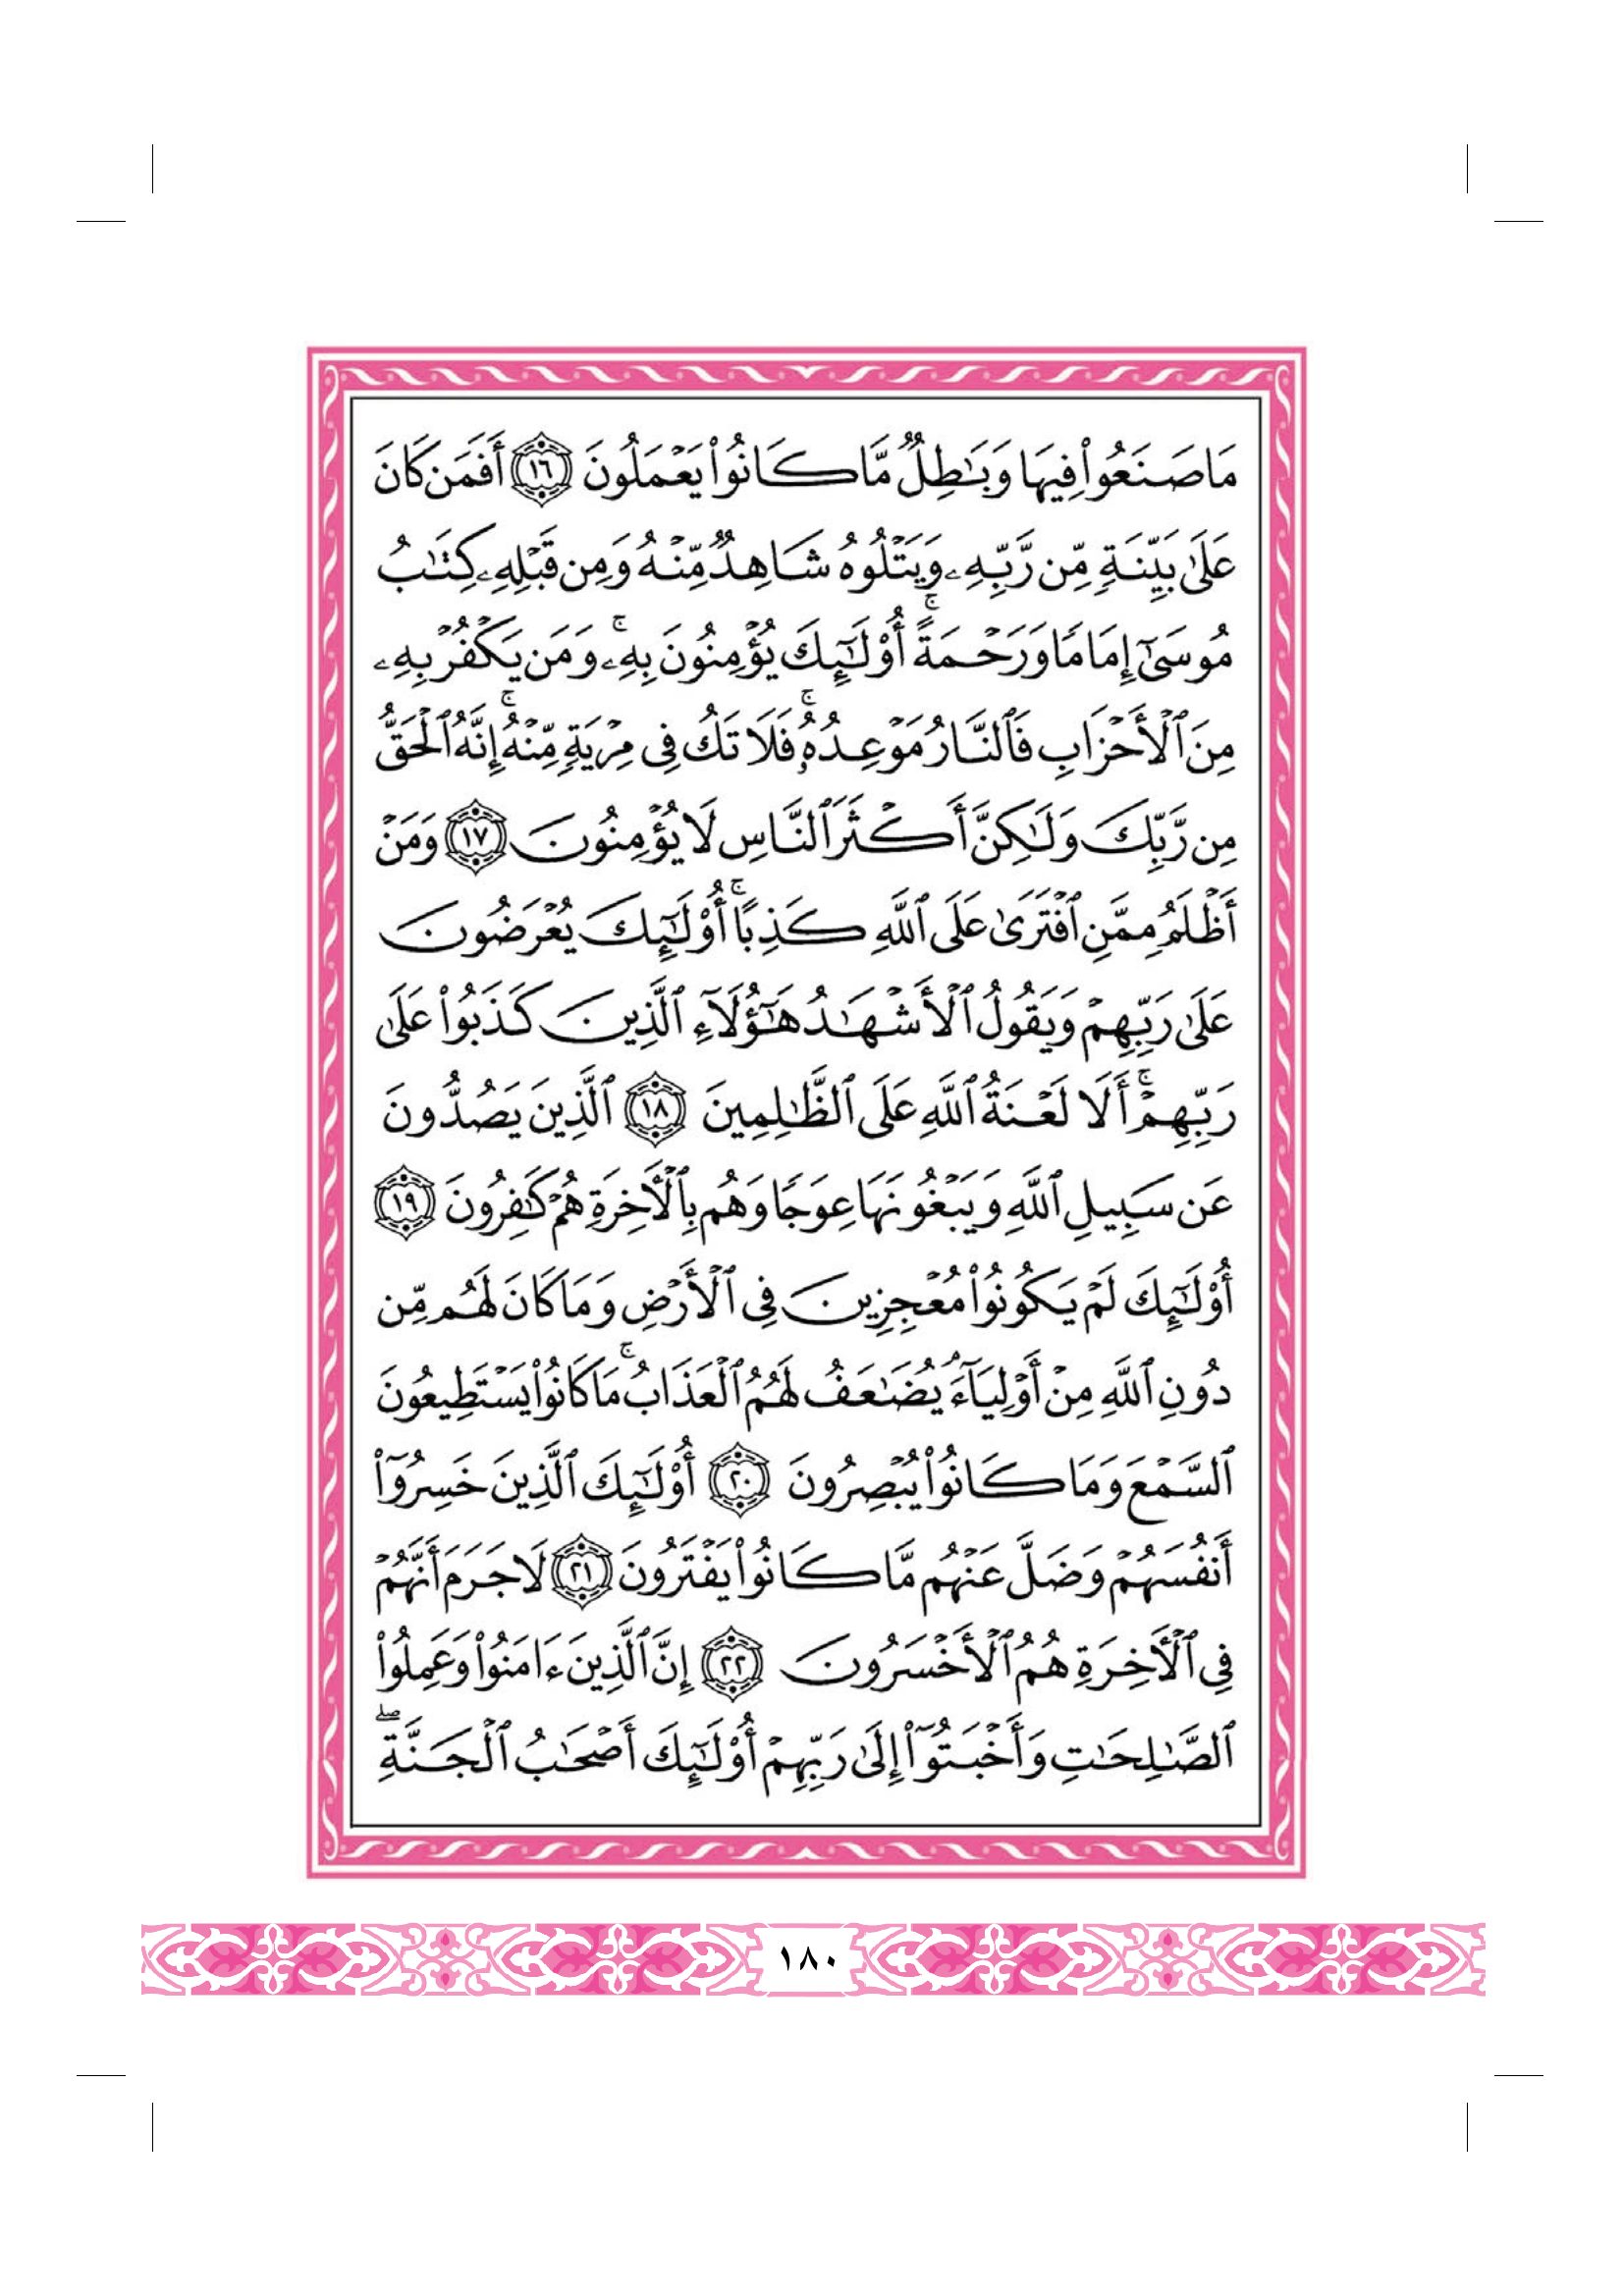 مَا صَنَعُوا۟ فِيهَا وَبَـٰطِلٌۭ مَّا كَانُوا۟ يَعْمَلُونَ ١٦ أَفَمَن كَانَ
عَلَىٰ بَيِّنَةٍۢ مِّن رَّبِّهِۦ وَيَتْلُوهُ شَاهِدٌۭ مِّنْهُ وَمِن قَبْلِهِۦ كِتَـٰبُ
مُوسَىٰٓ إِمَامًۭا وَرَحْمَةًۚ أُو۟لَـٰٓئِكَ يُؤْمِنُونَ بِهِۦۚ وَمَن يَكْفُرْ بِهِۦ
مِنَ ٱلْأَحْزَابِ فَٱلنَّارُ مَوْعِدُهُۥۚ فَلَا تَكُ فِى مِرْيَةٍۢ مِّنْهُۚ إِنَّهُ ٱلْحَقُّ
مِن رَّبِّكَ وَلَـٰكِنَّ أَكْثَرَ ٱلنَّاسِ لَا يُؤْمِنُونَ ١٧ وَمَنْ
أَظْلَمُ مِمَّنِ ٱفْتَرَىٰ عَلَى ٱللَّهِ كَذِبًاۚ أُو۟لَـٰٓئِكَ يُعْرَضُونَ
عَلَىٰ رَبِّهِمْ وَيَقُولُ ٱلْأَشْهَـٰدُ هَـٰٓؤُلَآءِ ٱلَّذِينَ كَذَبُوا۟ عَلَىٰ
رَبِّهِمْۚ أَلَا لَعْنَةُ ٱللَّهِ عَلَى ٱلظَّـٰلِمِينَ ١٨ ٱلَّذِينَ يَصُدُّونَ
عَن سَبِيلِ ٱللَّهِ وَيَبْغُونَهَا عِوَجًۭا وَهُم بِٱلْـَٔاخِرَةِ هُمْ كَـٰفِرُونَ ١٩
أُو۟لَـٰٓئِكَ لَمْ يَكُونُوا۟ مُعْجِزِينَ فِى ٱلْأَرْضِ وَمَا كَانَ لَهُم مِّن
دُونِ ٱللَّهِ مِنْ أَوْلِيَآءَۘ يُضَـٰعَفُ لَهُمُ ٱلْعَذَابُۚ مَا كَانُوا۟ يَسْتَطِيعُونَ
ٱلسَّمْعَ وَمَا كَانُوا۟ يُبْصِرُونَ ٢٠ أُو۟لَـٰٓئِكَ ٱلَّذِينَ خَسِرُوٓا۟
أَنفُسَهُمْ وَضَلَّ عَنْهُم مَّا كَانُوا۟ يَفْتَرُونَ ٢١ لَا جَرَمَ أَنَّهُمْ
فِى ٱلْـَٔاخِرَةِ هُمُ ٱلْأَخْسَرُونَ ٢٢ إِنَّ ٱلَّذِينَ ءَامَنُوا۟ وَعَمِلُوا۟
ٱلصَّـٰلِحَـٰتِ وَأَخْبَتُوٓا۟ إِلَىٰ رَبِّهِمْ أُو۟لَـٰٓئِكَ أَصْحَـٰبُ ٱلْجَنَّةِۖ
١٨٠